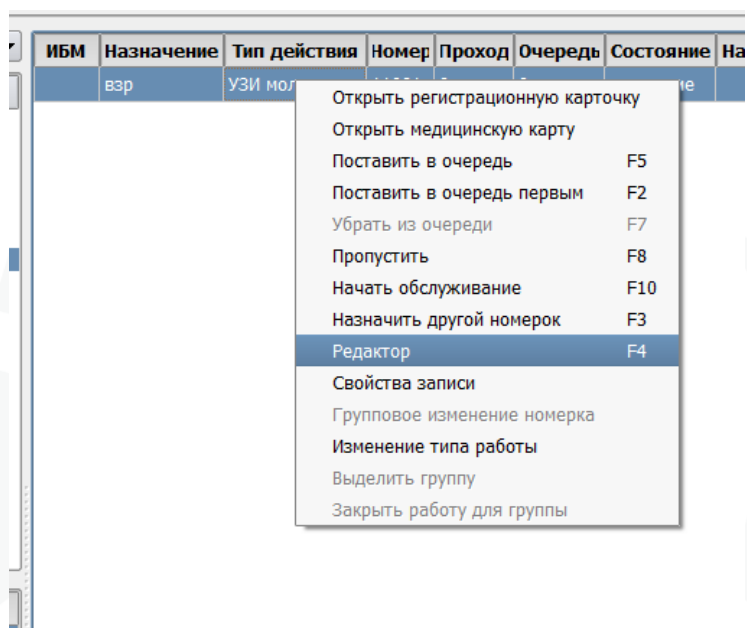 ИБМ Назначение Тип действия Номер Проход Очередь Состояние На
взр УЗИ мол
Открыть регистрационную карточку
Открыть медицинскую карту
Поставить в очередь F5
Поставить в очередь первым F2
Убрать из очереди F7
Пропустить F8
Начать обслуживание F10
Назначить другой номерок F3
Редактор F4
Свойства записи
Групповое изменение номерка
Изменение типа работы
Выделить группу
Закрыть работу для группы